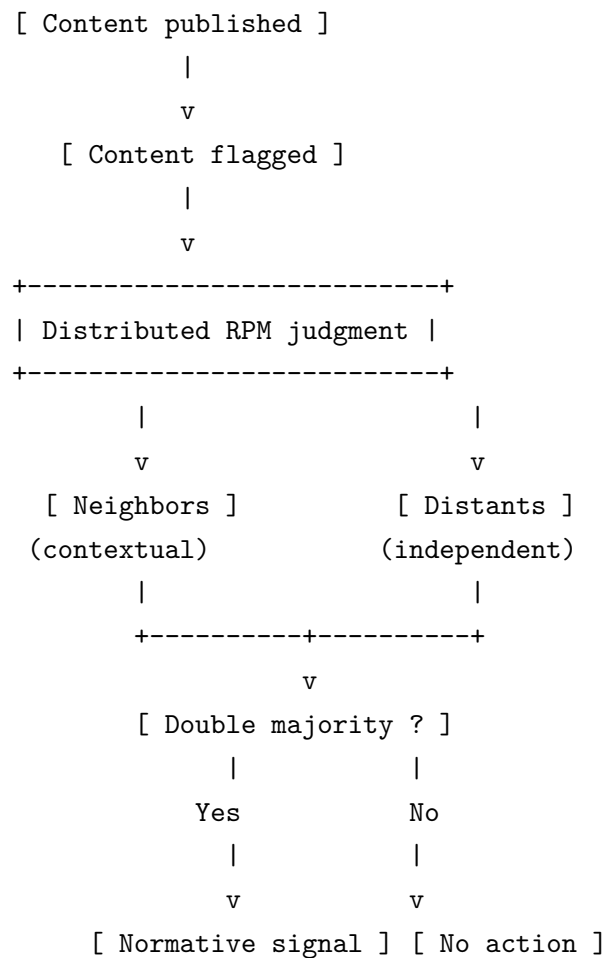 [ Content published ]
|
v
[ Content flagged ]
|
v
+---------------------------+
| Distributed RPM judgment |
+---------------------------+
| |
v v
[ Neighbors ] [ Distants ]
(contextual) (independent)
| |
+----------+----------+
v
[ Double majority ? ]
| |
Yes No
| |
v v
[ Normative signal ] [ No action ]